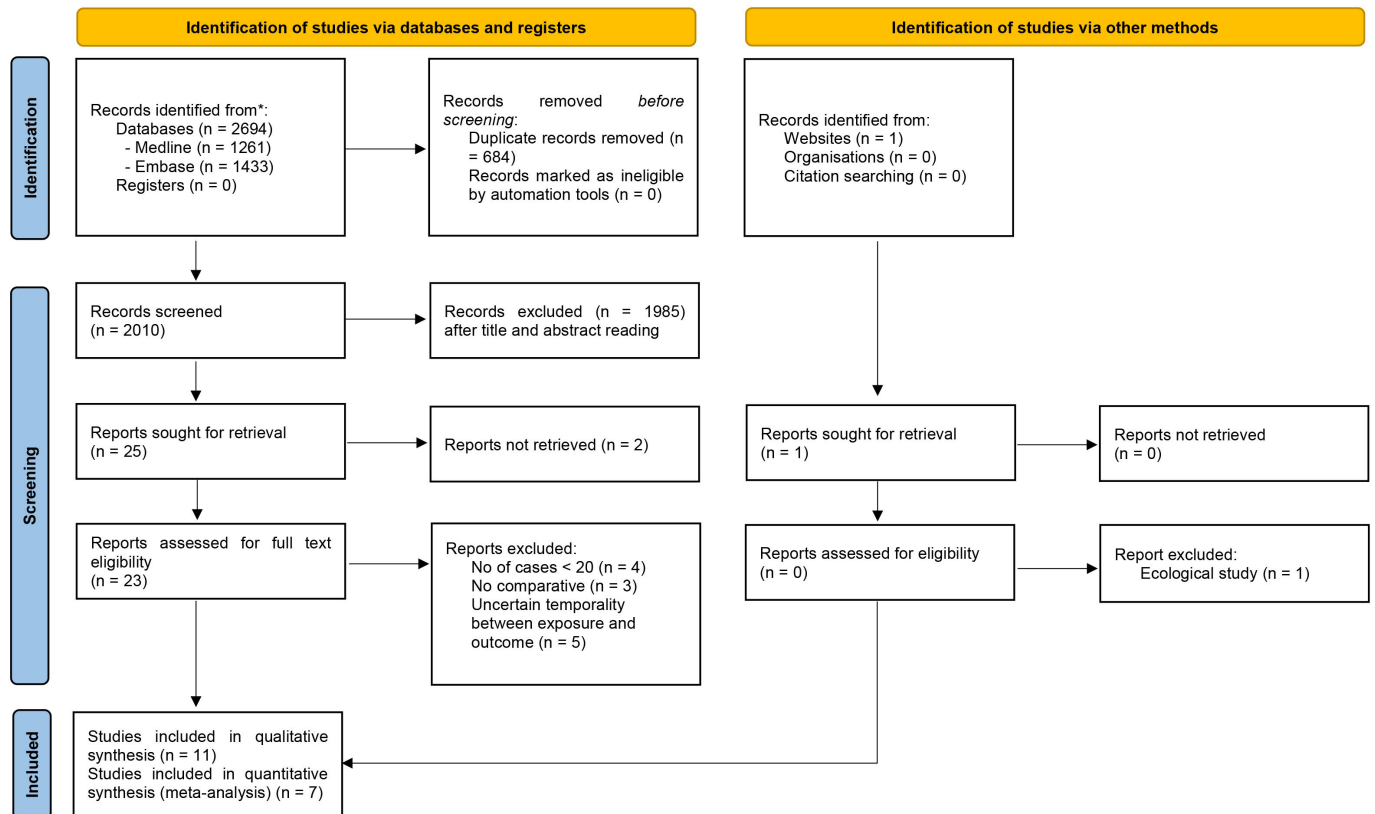 Identification of studies via databases and registers
Identification of studies via other methods
Identification
Records identified from*:
Databases (n = 2694)
- Medline (n = 1261)
- Embase (n = 1433)
Registers (n = 0)
Records removed before
screening:
Duplicate records removed (n
= 684)
Records marked as ineligible
by automation tools (n = 0)
Records identified from:
Websites (n = 1)
Organisations (n = 0)
Citation searching (n = 0)
Screening
Records screened
(n = 2010)
Records excluded (n = 1985)
after title and abstract reading
Reports sought for retrieval
(n = 25)
Reports not retrieved (n = 2)
Reports sought for retrieval
(n = 1)
Reports not retrieved
(n = 0)
Reports assessed for full text
eligibility
(n = 23)
Reports excluded:
No of cases < 20 (n = 4)
No comparative (n = 3)
Uncertain temporality
between exposure and
outcome (n = 5)
Reports assessed for eligibility
(n = 0)
Report excluded:
Ecological study (n = 1)
Included
Studies included in qualitative
synthesis (n = 11)
Studies included in quantitative
synthesis (meta-analysis) (n = 7)